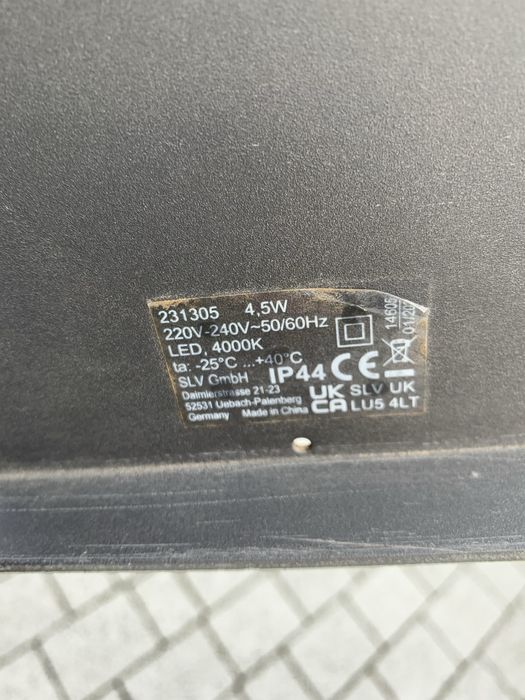 231305 4,5W
220V-240V~50/60Hz
LED, 4000K
ta: -25°C ...+40°C
SLV GmbH IP44 CE
Daimlerstrasse 21-23
52531 Uebach-Palenberg
Germany Made in China
UK CA SLV UK
LU5 4LT